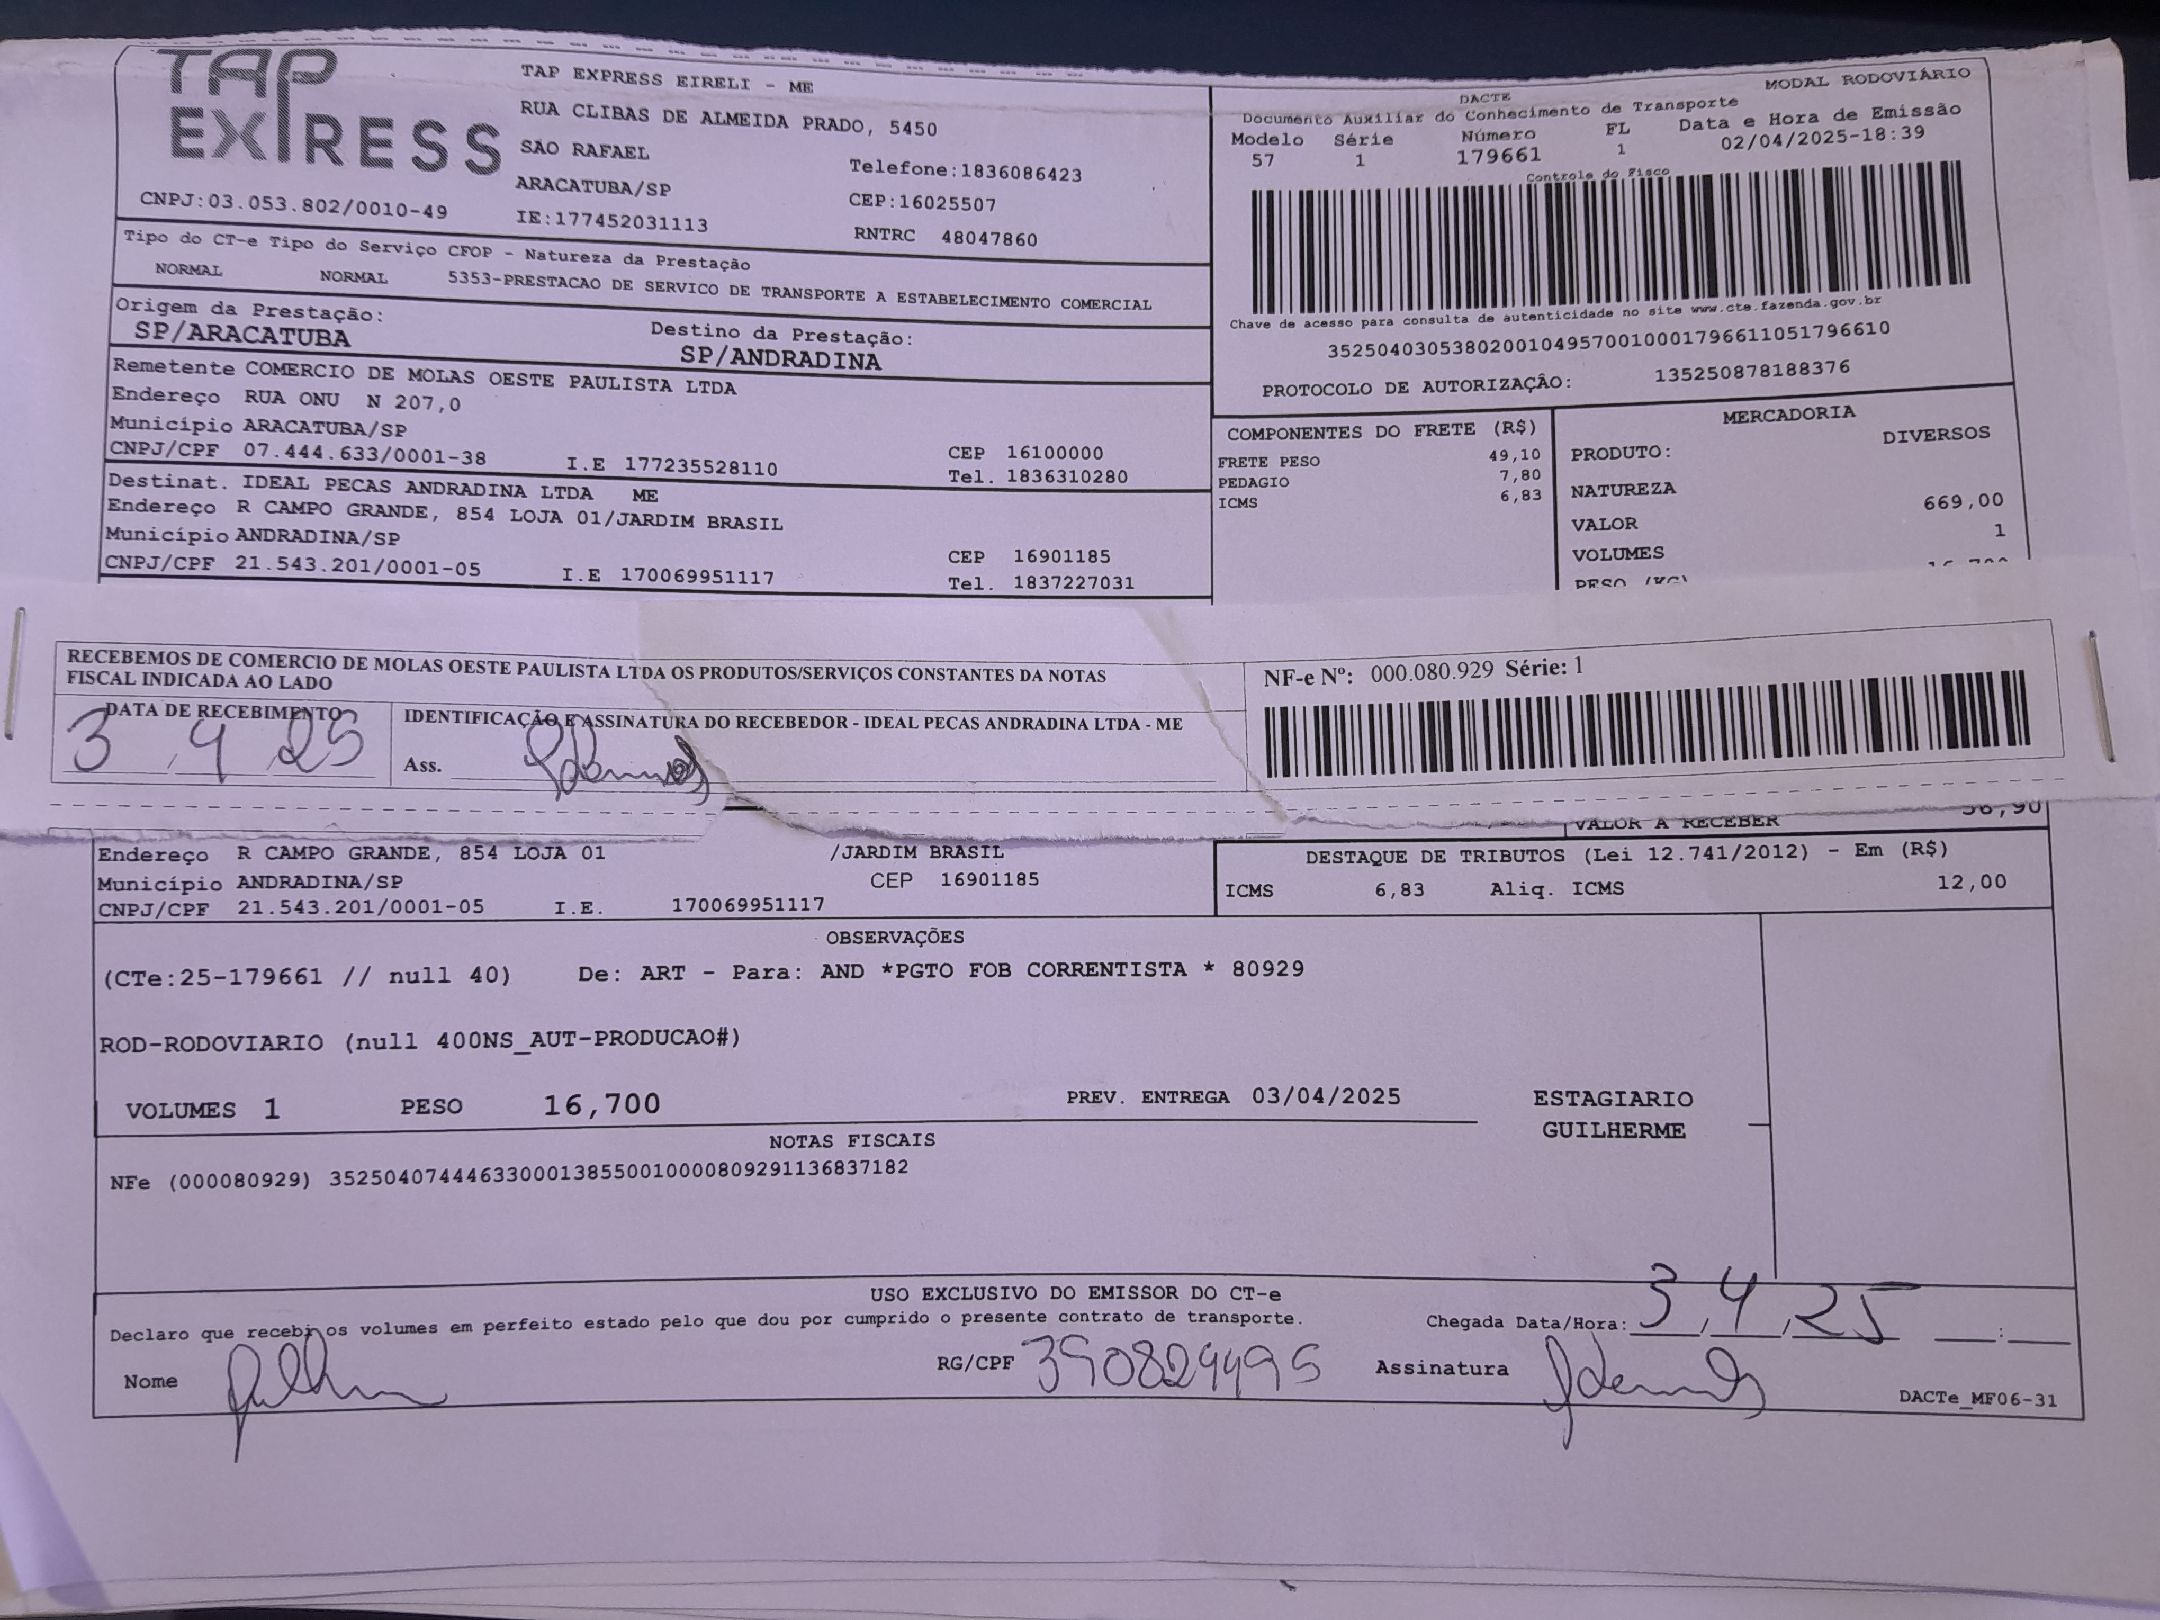 TAP EXPRESS
TAP EXPRESS EIRELI - ME
RUA CLIBAS DE ALMEIDA PRADO, 5450
SAO RAFAEL
Telefone:1836086423
ARACATUBA/SP
CEP:16025507
CNPJ:03.053.802/0010-49
IE:177452031113
RNTRC 48047860
MODAL RODOVIÁRIO
DACTE
Documento Auxiliar do Conhecimento de Transporte
Modelo Série Número FL Data e Hora de Emissão
57 1 179661 1 02/04/2025-18:39
Controle do Fisco
Chave de acesso para consulta de autenticidade no site www.cte.fazenda.gov.br
35250403053802001049570010001796611051796610
PROTOCOLO DE AUTORIZAÇÃO: 135250878188376
Tipo do CT-e Tipo do Serviço CFOP - Natureza da Prestação
NORMAL NORMAL 5353-PRESTACAO DE SERVICO DE TRANSPORTE A ESTABELECIMENTO COMERCIAL
Origem da Prestação: Destino da Prestação:
SP/ARACATUBA SP/ANDRADINA
Remetente COMERCIO DE MOLAS OESTE PAULISTA LTDA
Endereço RUA ONU N 207,0
Município ARACATUBA/SP CEP 16100000
CNPJ/CPF 07.444.633/0001-38 I.E 177235528110 Tel. 1836310280
Destinat. IDEAL PECAS ANDRADINA LTDA ME
Endereço R CAMPO GRANDE, 854 LOJA 01/JARDIM BRASIL
Município ANDRADINA/SP CEP 16901185
CNPJ/CPF 21.543.201/0001-05 I.E 170069951117 Tel. 1837227031
COMPONENTES DO FRETE (R$)
FRETE PESO 49,10
PEDAGIO 7,80
ICMS 6,83
MERCADORIA
PRODUTO: DIVERSOS
NATUREZA
VALOR 669,00
VOLUMES 1
PESO (KG) 16,700
RECEBEMOS DE COMERCIO DE MOLAS OESTE PAULISTA LTDA OS PRODUTOS/SERVIÇOS CONSTANTES DA NOTAS
FISCAL INDICADA AO LADO
DATA DE RECEBIMENTO
3 4 25
IDENTIFICAÇÃO E ASSINATURA DO RECEBEDOR - IDEAL PECAS ANDRADINA LTDA - ME
Ass.
NF-e Nº: 000.080.929 Série: 1
VALOR A RECEBER 56,90
Endereço R CAMPO GRANDE, 854 LOJA 01 /JARDIM BRASIL
Município ANDRADINA/SP CEP 16901185
CNPJ/CPF 21.543.201/0001-05 I.E. 170069951117
DESTAQUE DE TRIBUTOS (Lei 12.741/2012) - Em (R$)
ICMS 6,83 Aliq. ICMS 12,00
OBSERVAÇÕES
(CTe:25-179661 // null 40) De: ART - Para: AND *PGTO FOB CORRENTISTA * 80929
ROD-RODOVIARIO (null 400NS_AUT-PRODUCAO#)
VOLUMES 1 PESO 16,700 PREV. ENTREGA 03/04/2025 ESTAGIARIO
GUILHERME
NOTAS FISCAIS
NFe (000080929) 35250407444633000138550010000809291136837182
USO EXCLUSIVO DO EMISSOR DO CT-e
Declaro que recebi os volumes em perfeito estado pelo que dou por cumprido o presente contrato de transporte.
Chegada Data/Hora: 3/4/25 :
Nome RG/CPF 390829495 Assinatura
DACTe_MF06-31